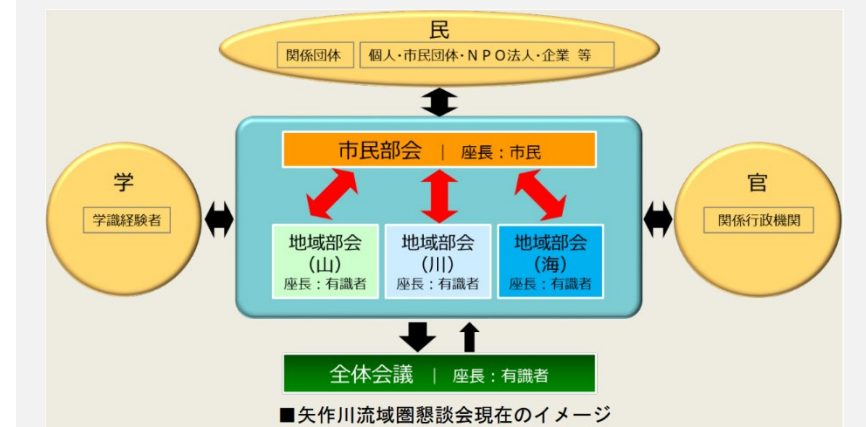 民
関係団体 個人・市民団体・NPO法人・企業 等
市民部会 | 座長：市民
学
学識経験者
官
関係行政機関
地域部会
（山）
座長：有識者
地域部会
（川）
座長：有識者
地域部会
（海）
座長：有識者
全体会議 | 座長：有識者
■矢作川流域圏懇談会現在のイメージ